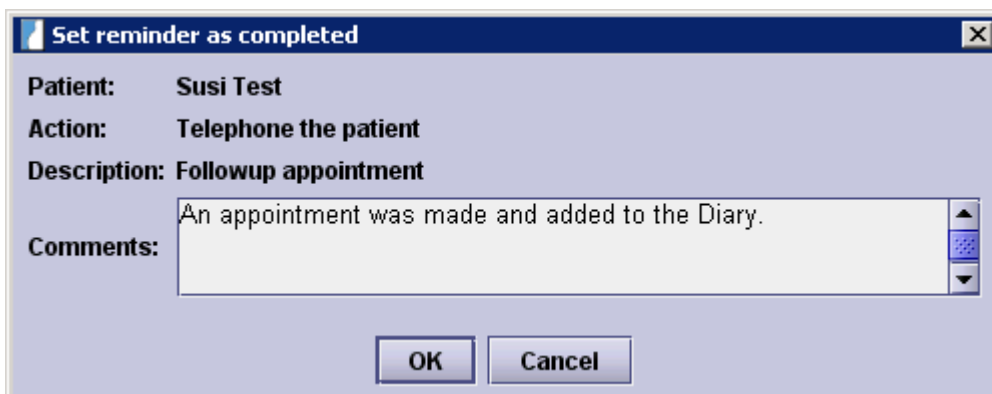 Set reminder as completed
Patient: Susi Test
Action: Telephone the patient
Description: Followup appointment
Comments: An appointment was made and added to the Diary.
OK Cancel